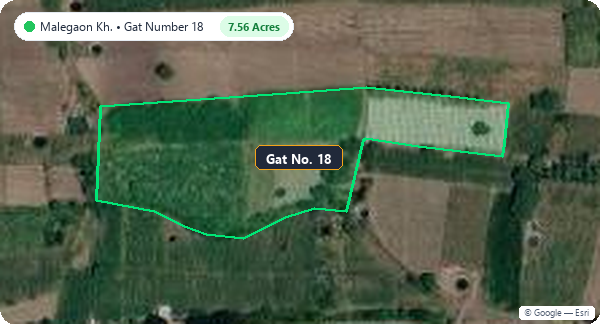 Malegaon Kh. • Gat Number 18
7.56 Acres
Gat No. 18
© Google — Esri